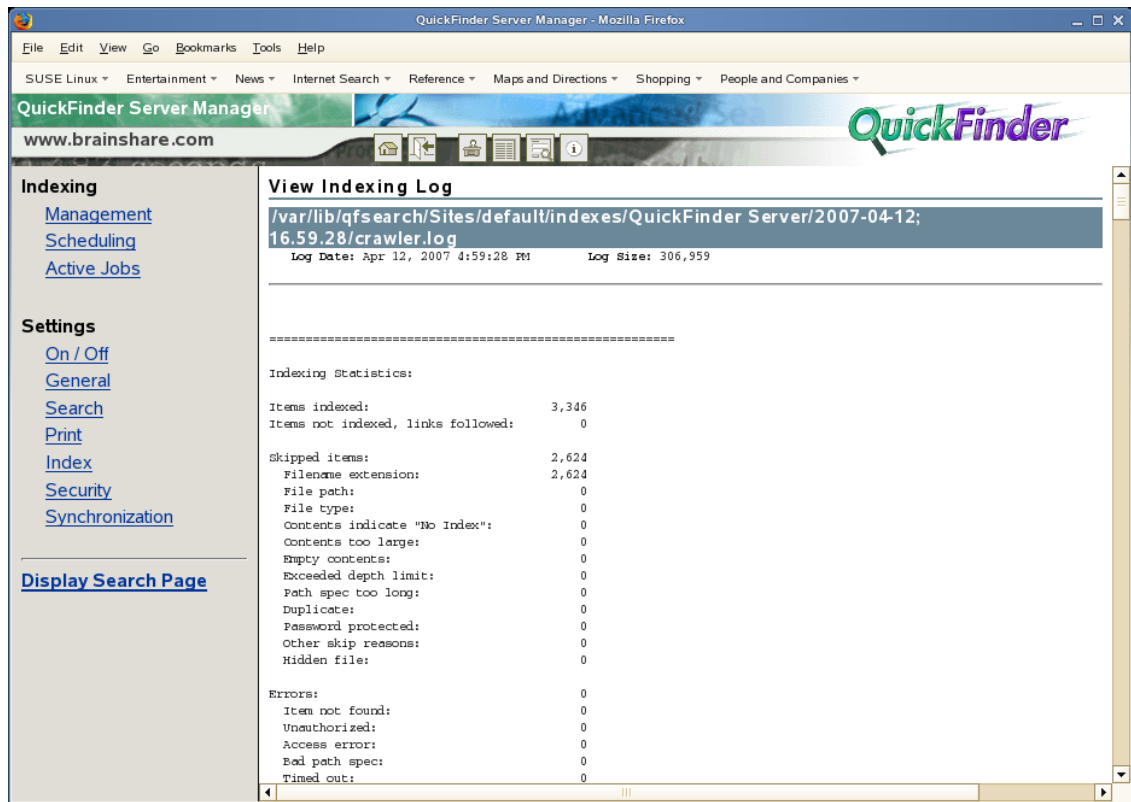 QuickFinder Server Manager - Mozilla Firefox
File Edit View Go Bookmarks Tools Help
SUSE Linux Entertainment News Internet Search Reference Maps and Directions Shopping People and Companies
QuickFinder Server Manager
Advanced Sea
QuickFinder
www.brainshare.com
Indexing
Management
Scheduling
Active Jobs
Settings
On / Off
General
Search
Print
Index
Security
Synchronization
Display Search Page
View Indexing Log
/var/lib/qfsearch/Sites/default/indexes/QuickFinder Server/2007-04-12;
16.59.28/crawler.log
Log Date: Apr 12, 2007 4:59:28 PM Log Size: 306,959
========================================================
Indexing Statistics:
Items indexed: 3,346
Items not indexed, links followed: 0
Skipped items: 2,624
Filename extension: 2,624
File path: 0
File type: 0
Contents indicate "No Index": 0
Contents too large: 0
Empty contents: 0
Exceeded depth limit: 0
Path spec too long: 0
Duplicate: 0
Password protected: 0
Other skip reasons: 0
Hidden file: 0
Errors: 0
Item not found: 0
Unauthorized: 0
Access error: 0
Bad path spec: 0
Timed out: 0